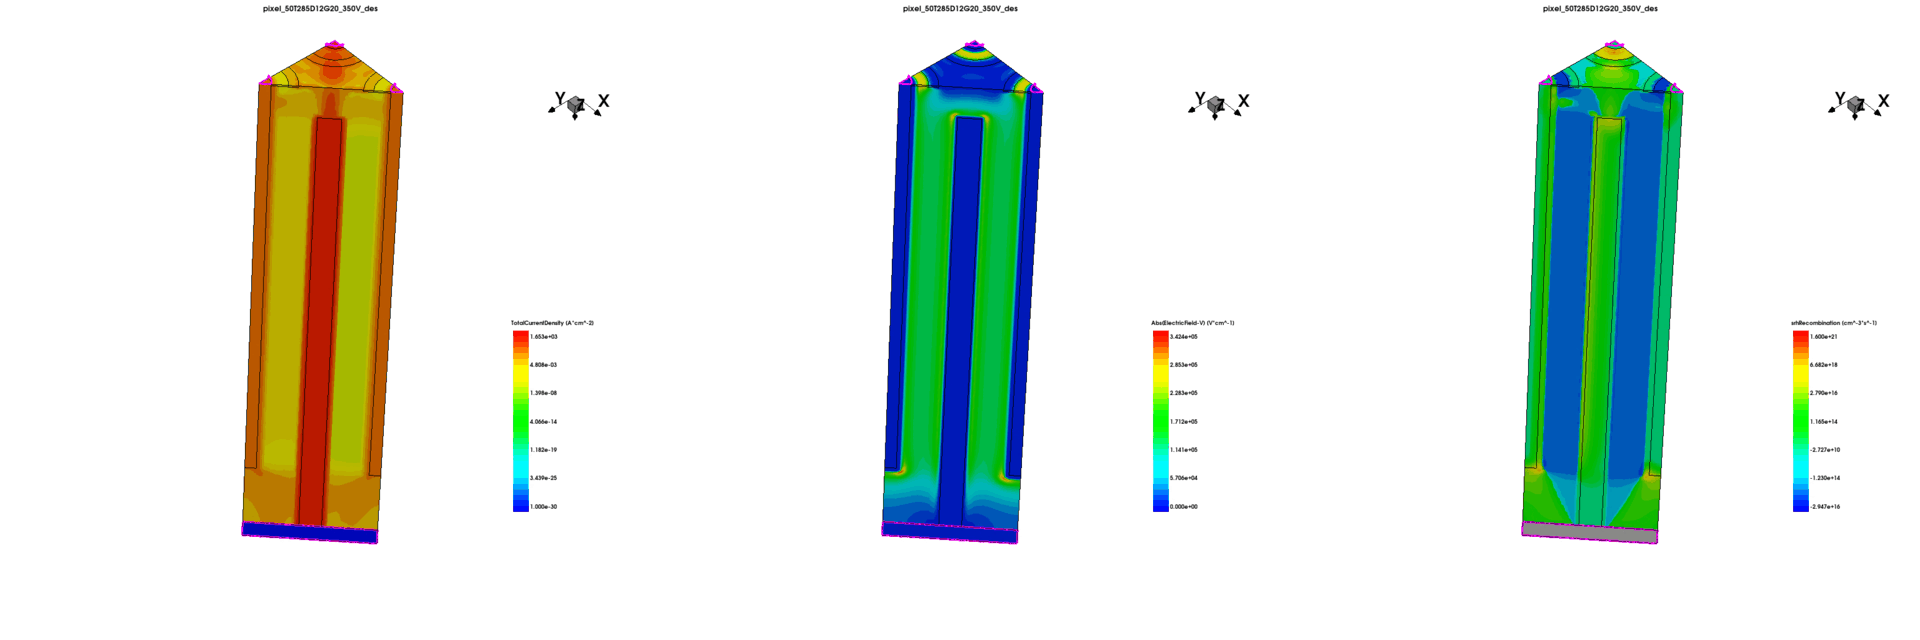 pixel_50T285D12G20_350V_des
Y Z X
TotalCurrentDensity (A*cm^-2)
1.653e+03
4.808e-03
1.398e-08
4.066e-14
1.182e-19
3.439e-25
1.000e-30
pixel_50T285D12G20_350V_des
Y Z X
Abs(ElectricField-V) (V*cm^-1)
3.424e+05
2.853e+05
2.283e+05
1.712e+05
1.141e+05
5.706e+04
0.000e+00
pixel_50T285D12G20_350V_des
Y Z X
srhRecombination (cm^-3*s^-1)
1.600e+21
6.682e+18
2.790e+16
1.165e+14
-2.727e+10
-1.230e+14
-2.947e+16